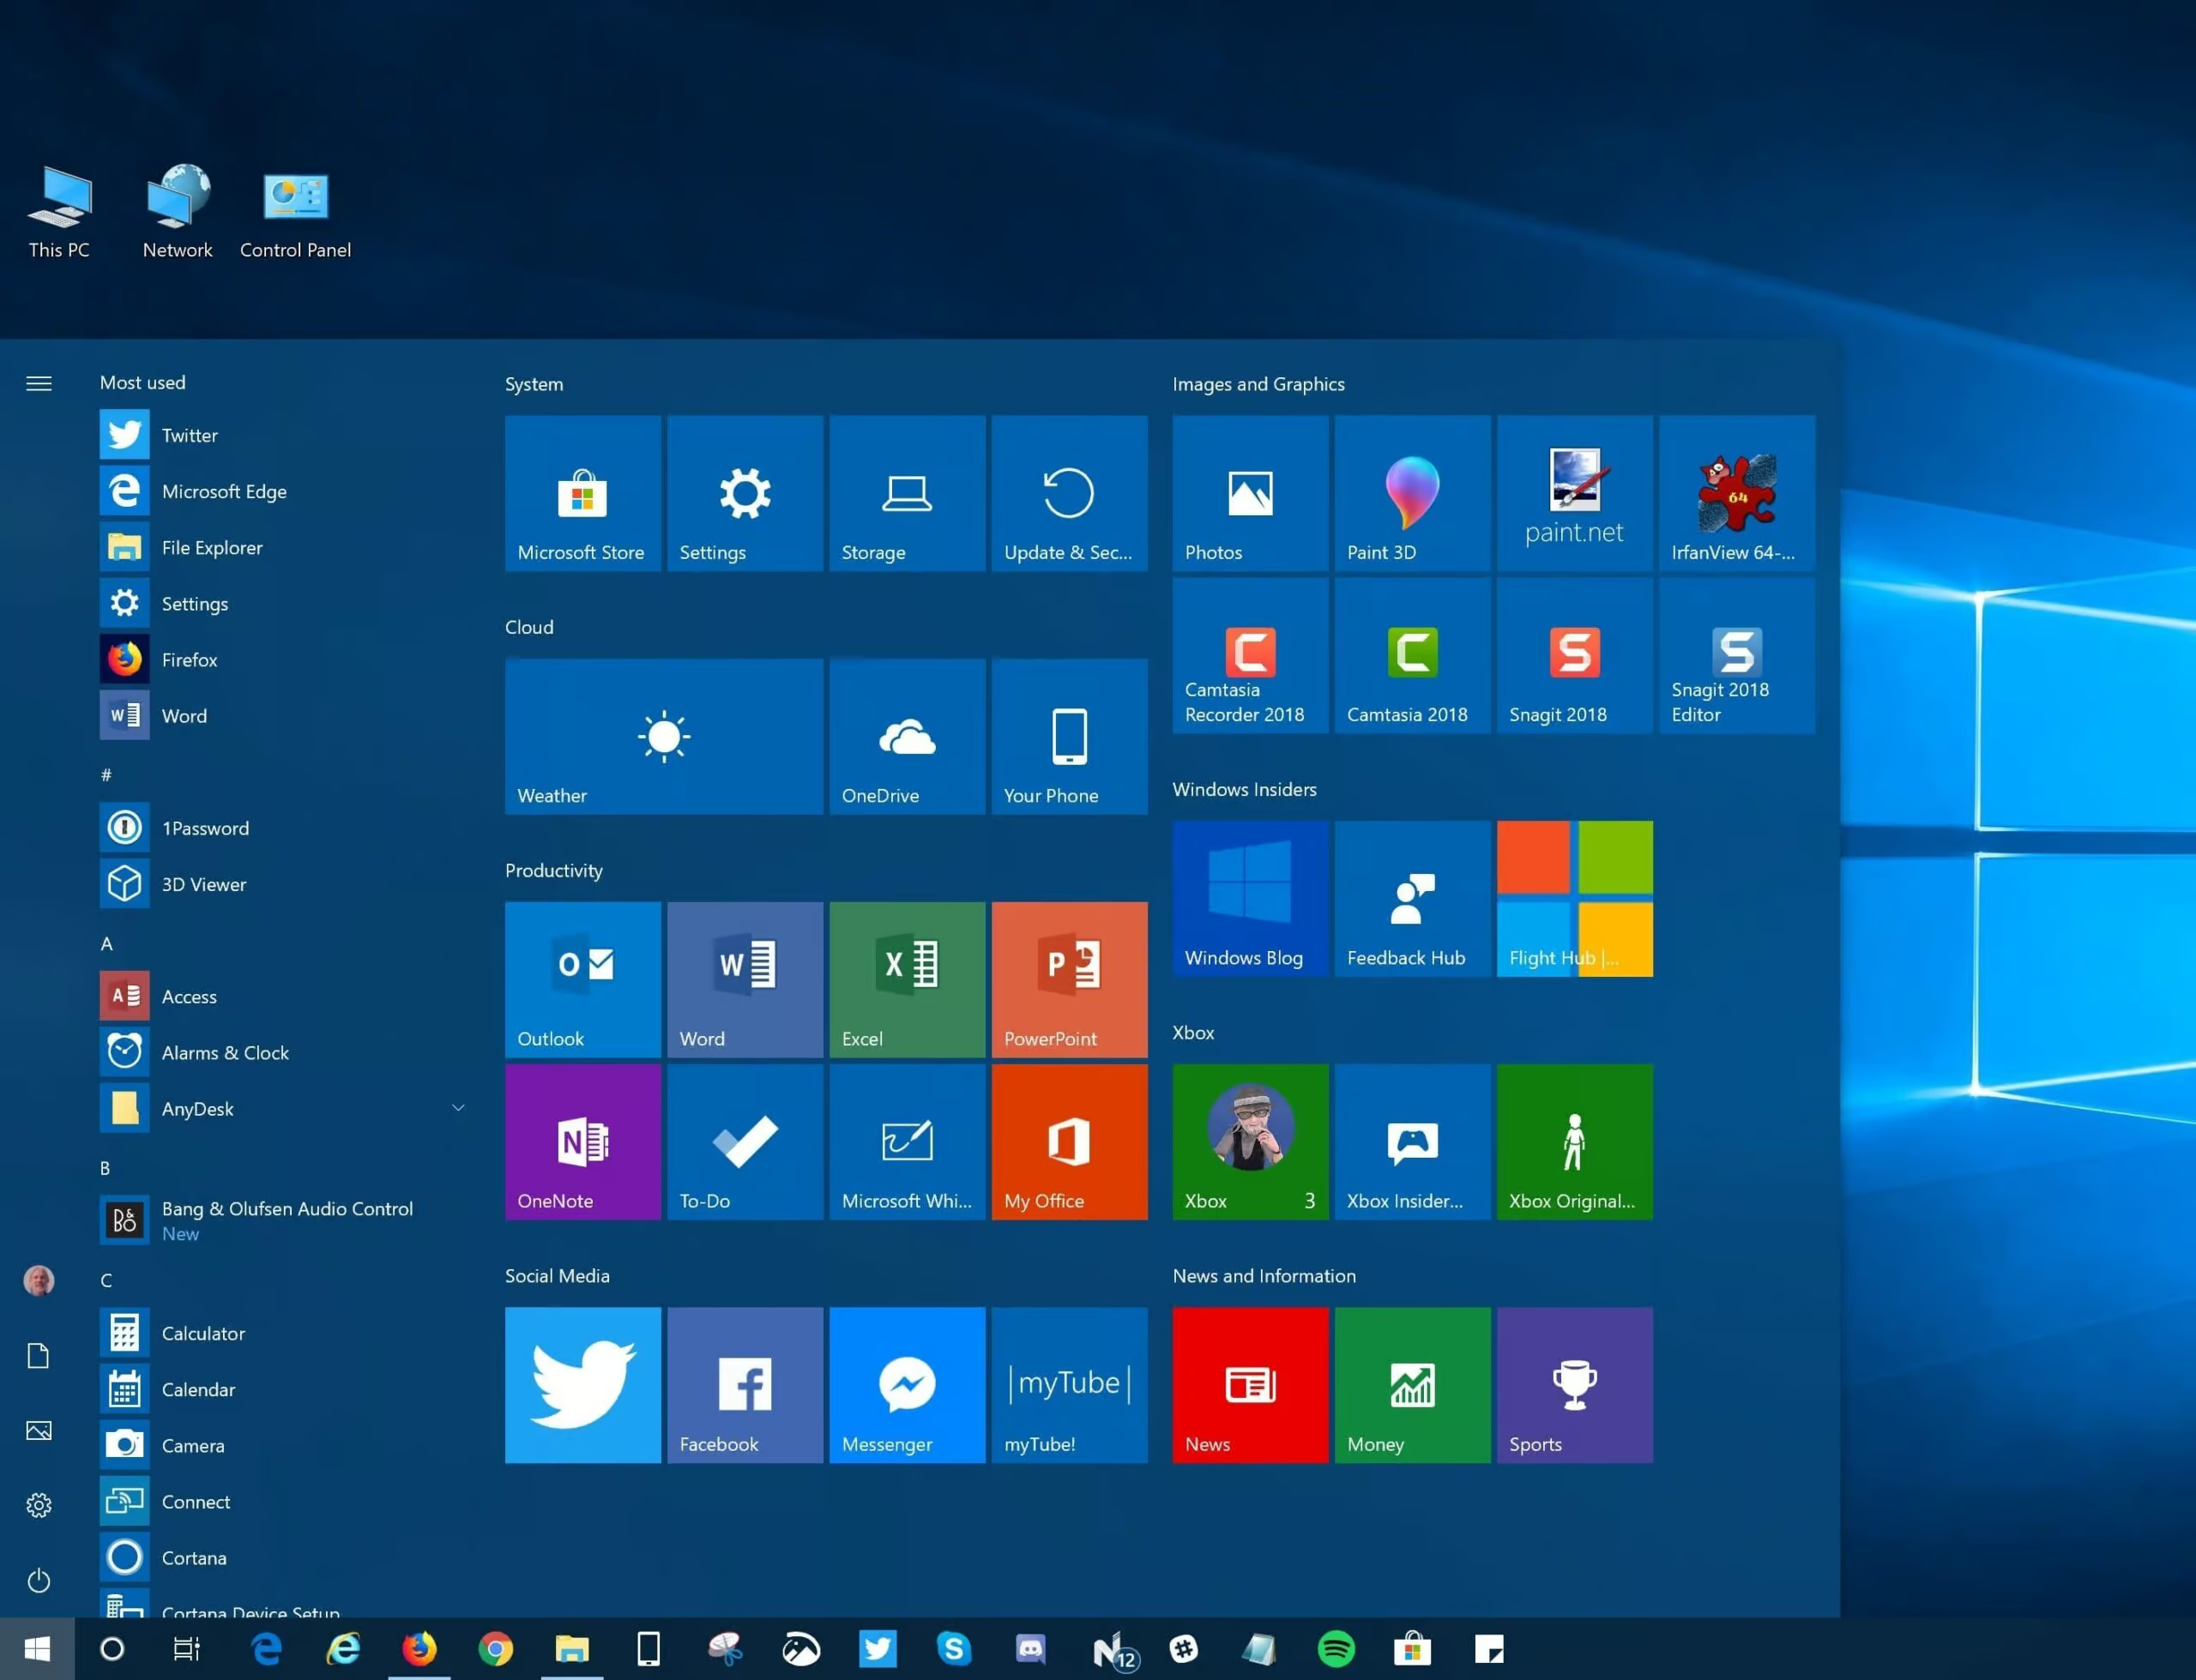 This PC
Network
Control Panel
Most used
Twitter
Microsoft Edge
File Explorer
Settings
Firefox
Word
#
1Password
3D Viewer
A
Access
Alarms & Clock
AnyDesk
B
Bang & Olufsen Audio Control
New
C
Calculator
Calendar
Camera
Connect
Cortana
Cortana Device Setup
System
Microsoft Store
Settings
Storage
Update & Sec...
Cloud
Weather
OneDrive
Your Phone
Productivity
Outlook
Word
Excel
PowerPoint
OneNote
To-Do
Microsoft Whi...
My Office
Social Media
Facebook
Messenger
|myTube|
myTube!
Images and Graphics
Photos
Paint 3D
paint.net
64
IrfanView 64-...
Camtasia
Recorder 2018
Camtasia 2018
Snagit 2018
Snagit 2018
Editor
Windows Insiders
Windows Blog
Feedback Hub
Flight Hub |...
Xbox
Xbox
3
Xbox Insider...
Xbox Original...
News and Information
News
Money
Sports
12